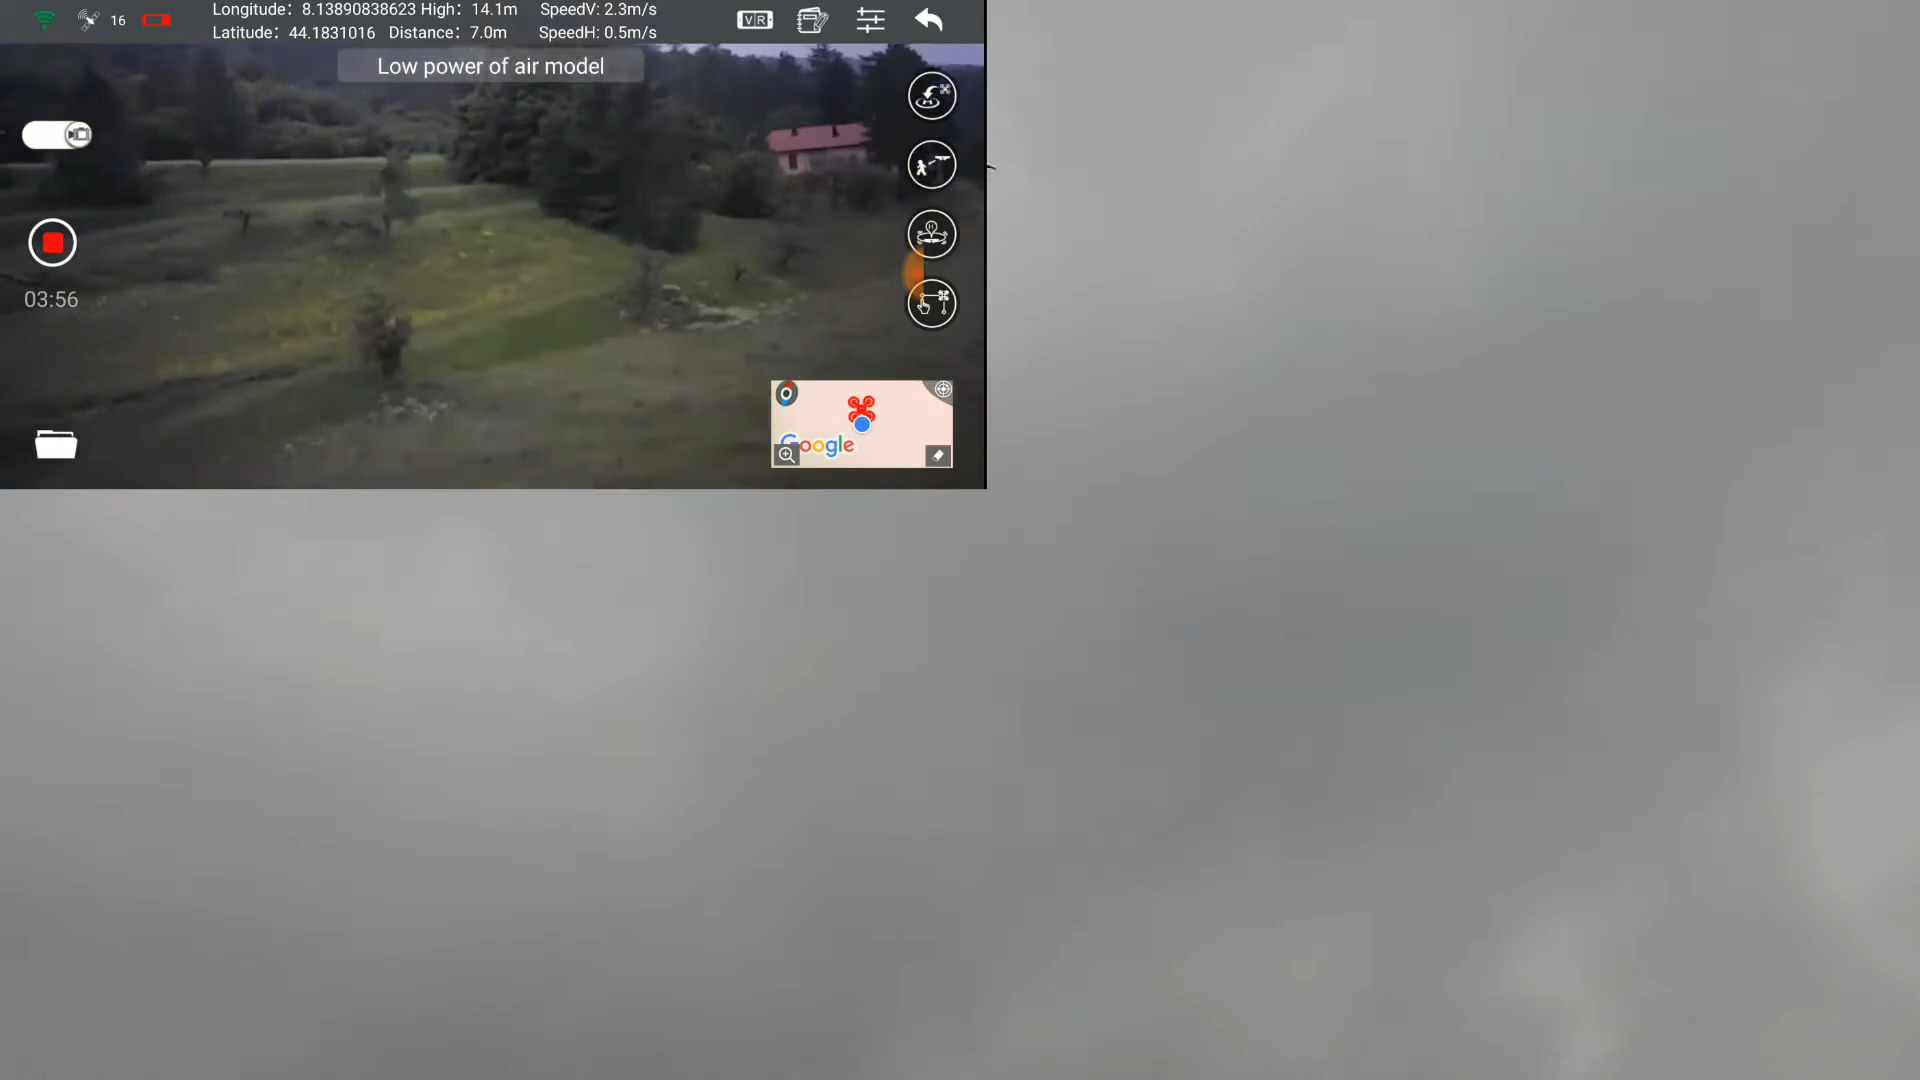 16
Longitude: 8.13890838623 High: 14.1m SpeedV: 2.3m/s
Latitude: 44.1831016 Distance: 7.0m SpeedH: 0.5m/s
VR
Low power of air model
H
03:56
Google